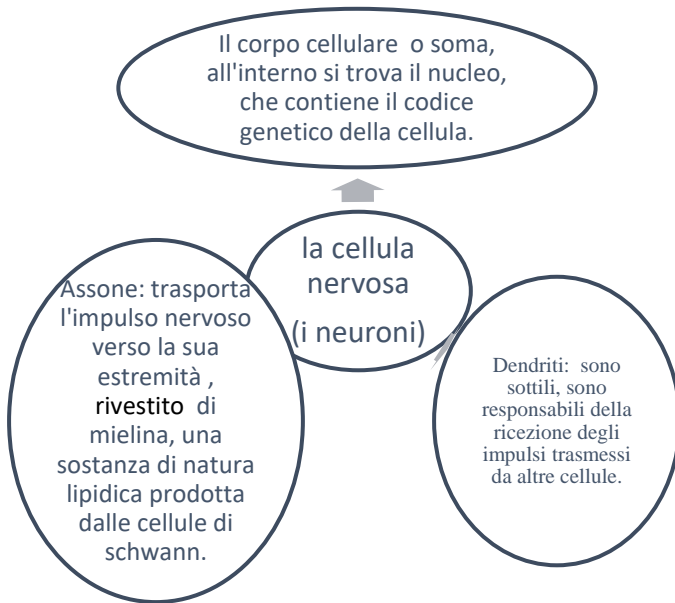 Il corpo cellulare o soma,
all'interno si trova il nucleo,
che contiene il codice
genetico della cellula.
la cellula
nervosa
(i neuroni)
Assone: trasporta
l'impulso nervoso
verso la sua
estremità ,
rivestito di
mielina, una
sostanza di natura
lipidica prodotta
dalle cellule di
schwann.
Dendriti: sono
sottili, sono
responsabili della
ricezione degli
impulsi trasmessi
da altre cellule.